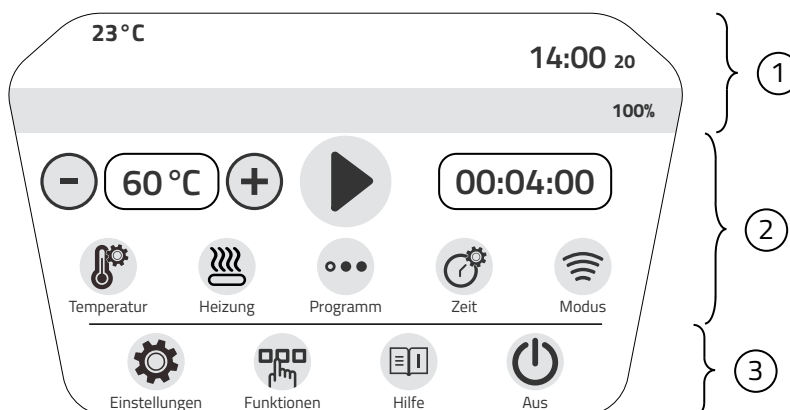 23°C
14:00 20
1
100%
- 60 °C + 00:04:00
2
Temperatur Heizung Programm Zeit Modus
3
Einstellungen Funktionen Hilfe Aus